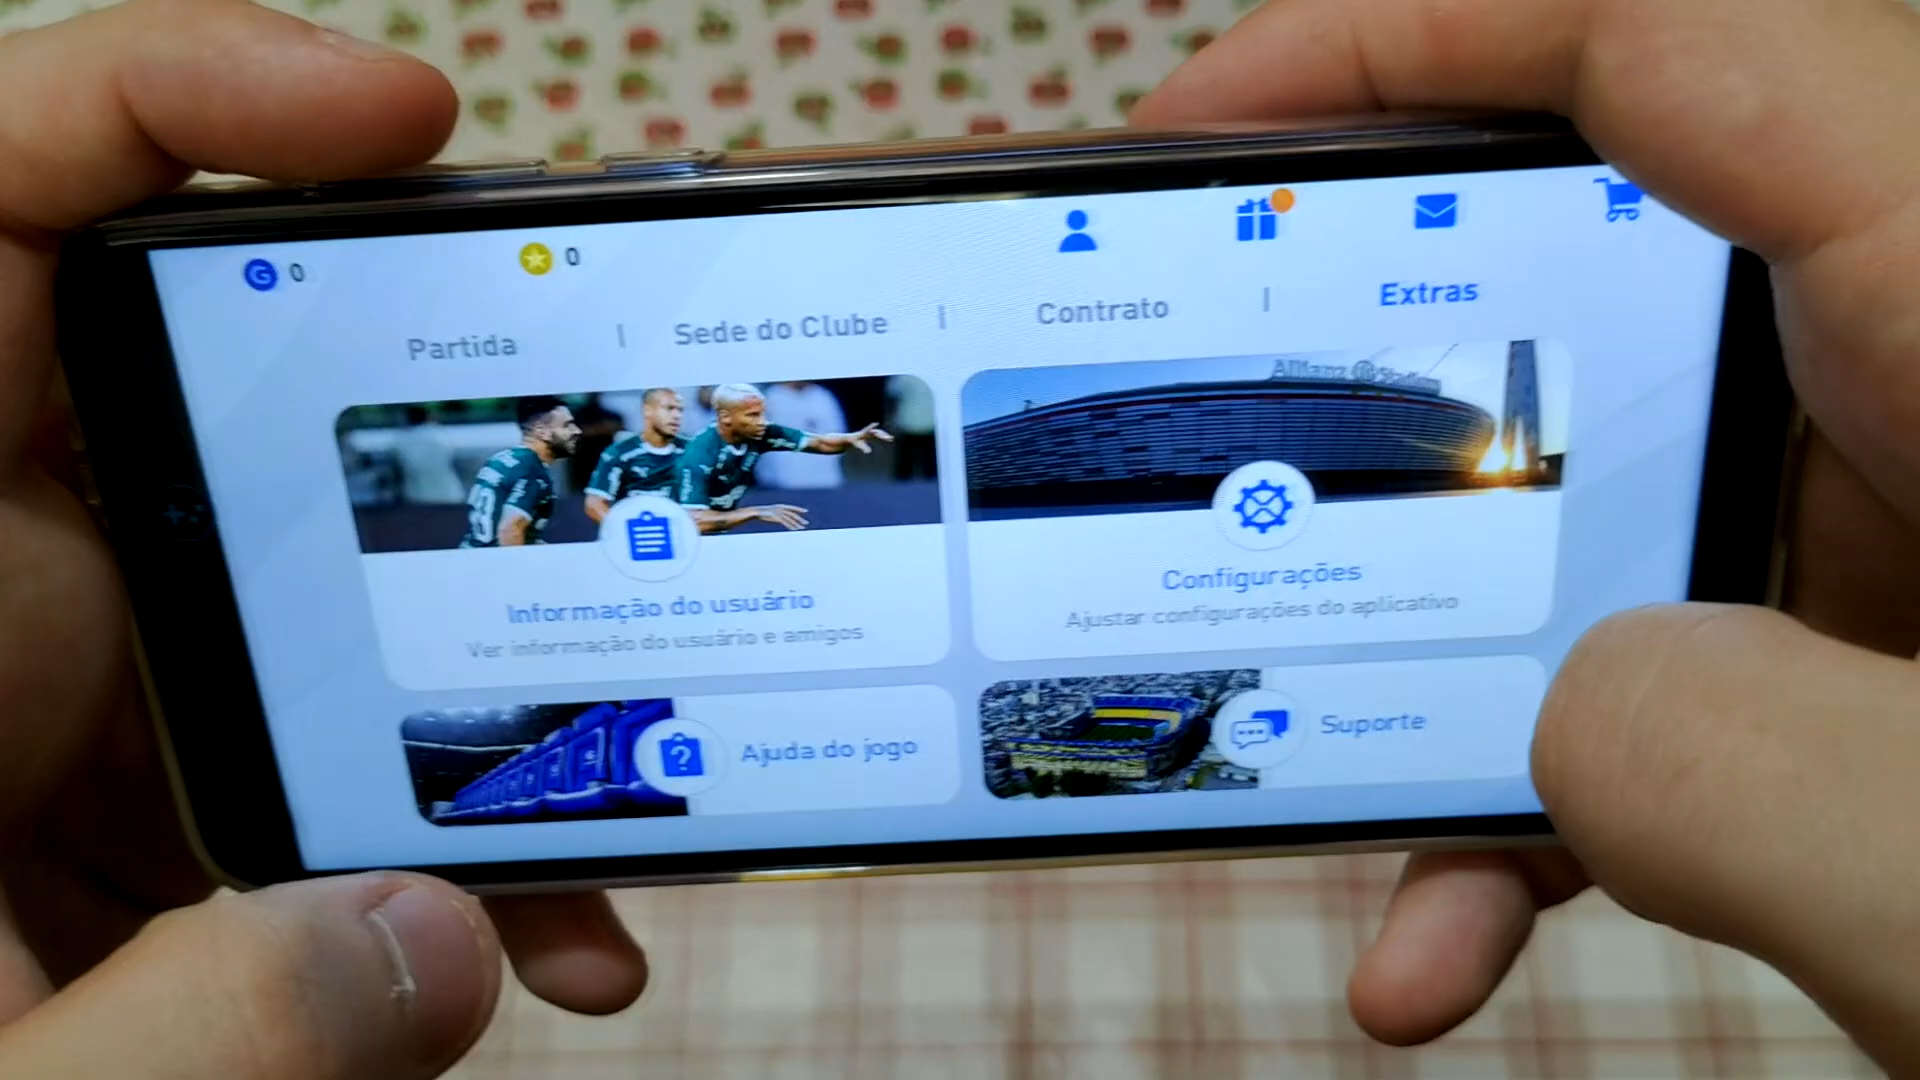 G 0
0
Partida | Sede do Clube | Contrato | Extras
Allianz Stadium
Informação do usuário
Ver informação do usuário e amigos
Configurações
Ajustar configurações do aplicativo
Ajuda do jogo
Suporte